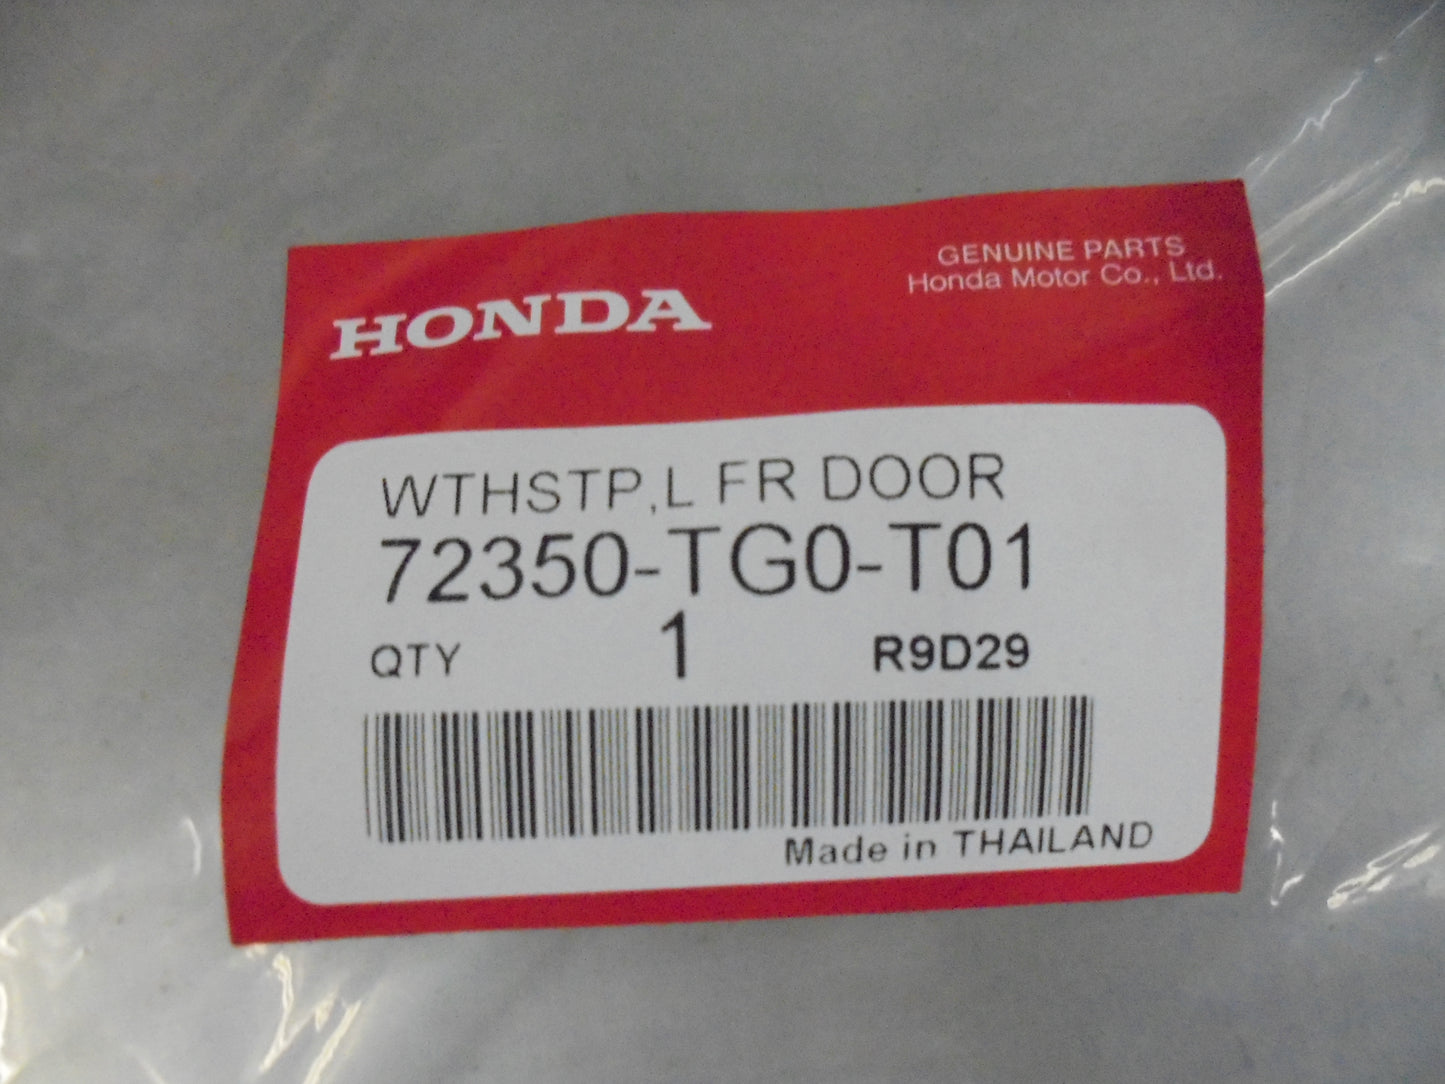 GENUINE PARTS
Honda Motor Co., Ltd.
HONDA
WTHSTP,L FR DOOR
72350-TG0-T01
QTY 1 R9D29
Made in THAILAND